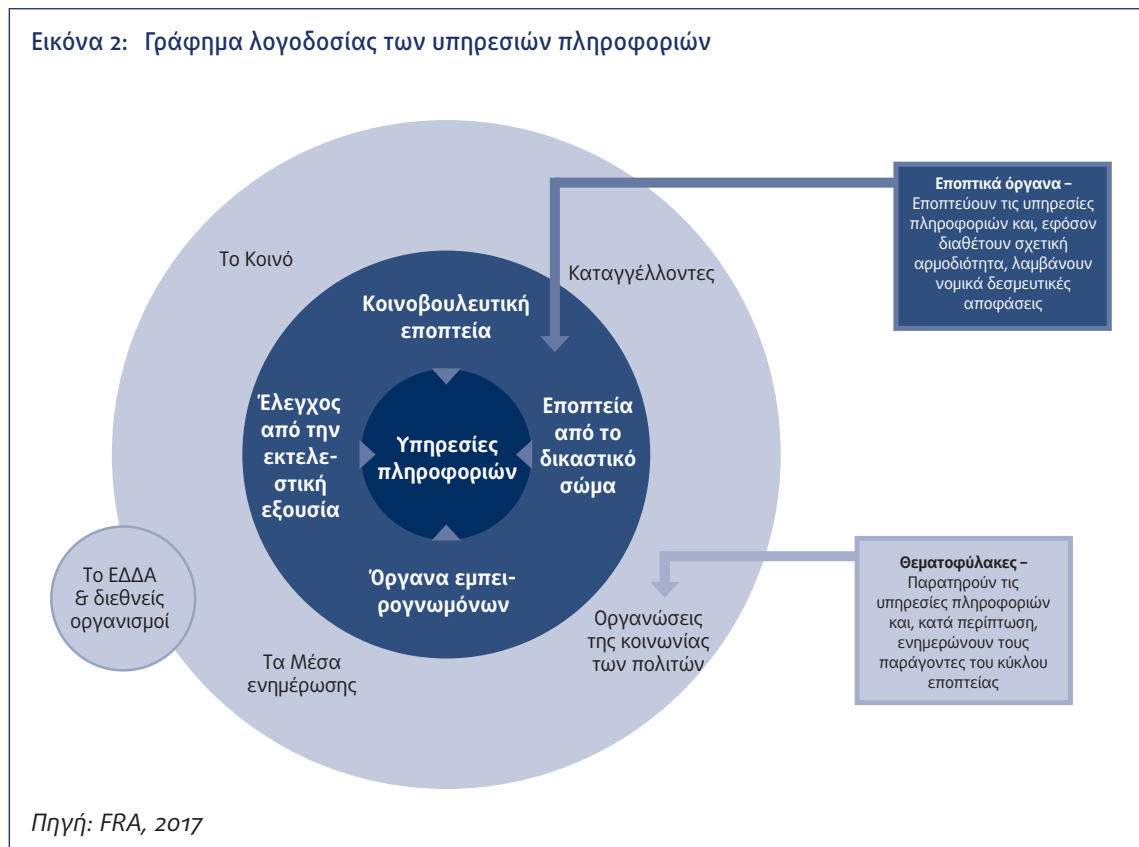 Εικόνα 2: Γράφημα λογοδοσίας των υπηρεσιών πληροφοριών
Εποπτικά όργανα –
Εποπτεύουν τις υπηρεσίες
πληροφοριών και, εφόσον
διαθέτουν σχετική
αρμοδιότητα, λαμβάνουν
νομικά δεσμευτικές
αποφάσεις
Το Κοινό
Καταγγέλλοντες
Κοινοβουλευτική
εποπτεία
Έλεγχος
από την
εκτελε-
στική
εξουσία
Υπηρεσίες
πληροφοριών
Εποπτεία
από το
δικαστικό
σώμα
Όργανα εμπει-
ρογνωμόνων
Το ΕΔΔΑ
& διεθνείς
οργανισμοί
Τα Μέσα
ενημέρωσης
Οργανώσεις
της κοινωνίας
των πολιτών
Θεματοφύλακες –
Παρατηρούν τις
υπηρεσίες πληροφοριών
και, κατά περίπτωση,
ενημερώνουν τους
παράγοντες του κύκλου
εποπτείας
Πηγή: FRA, 2017